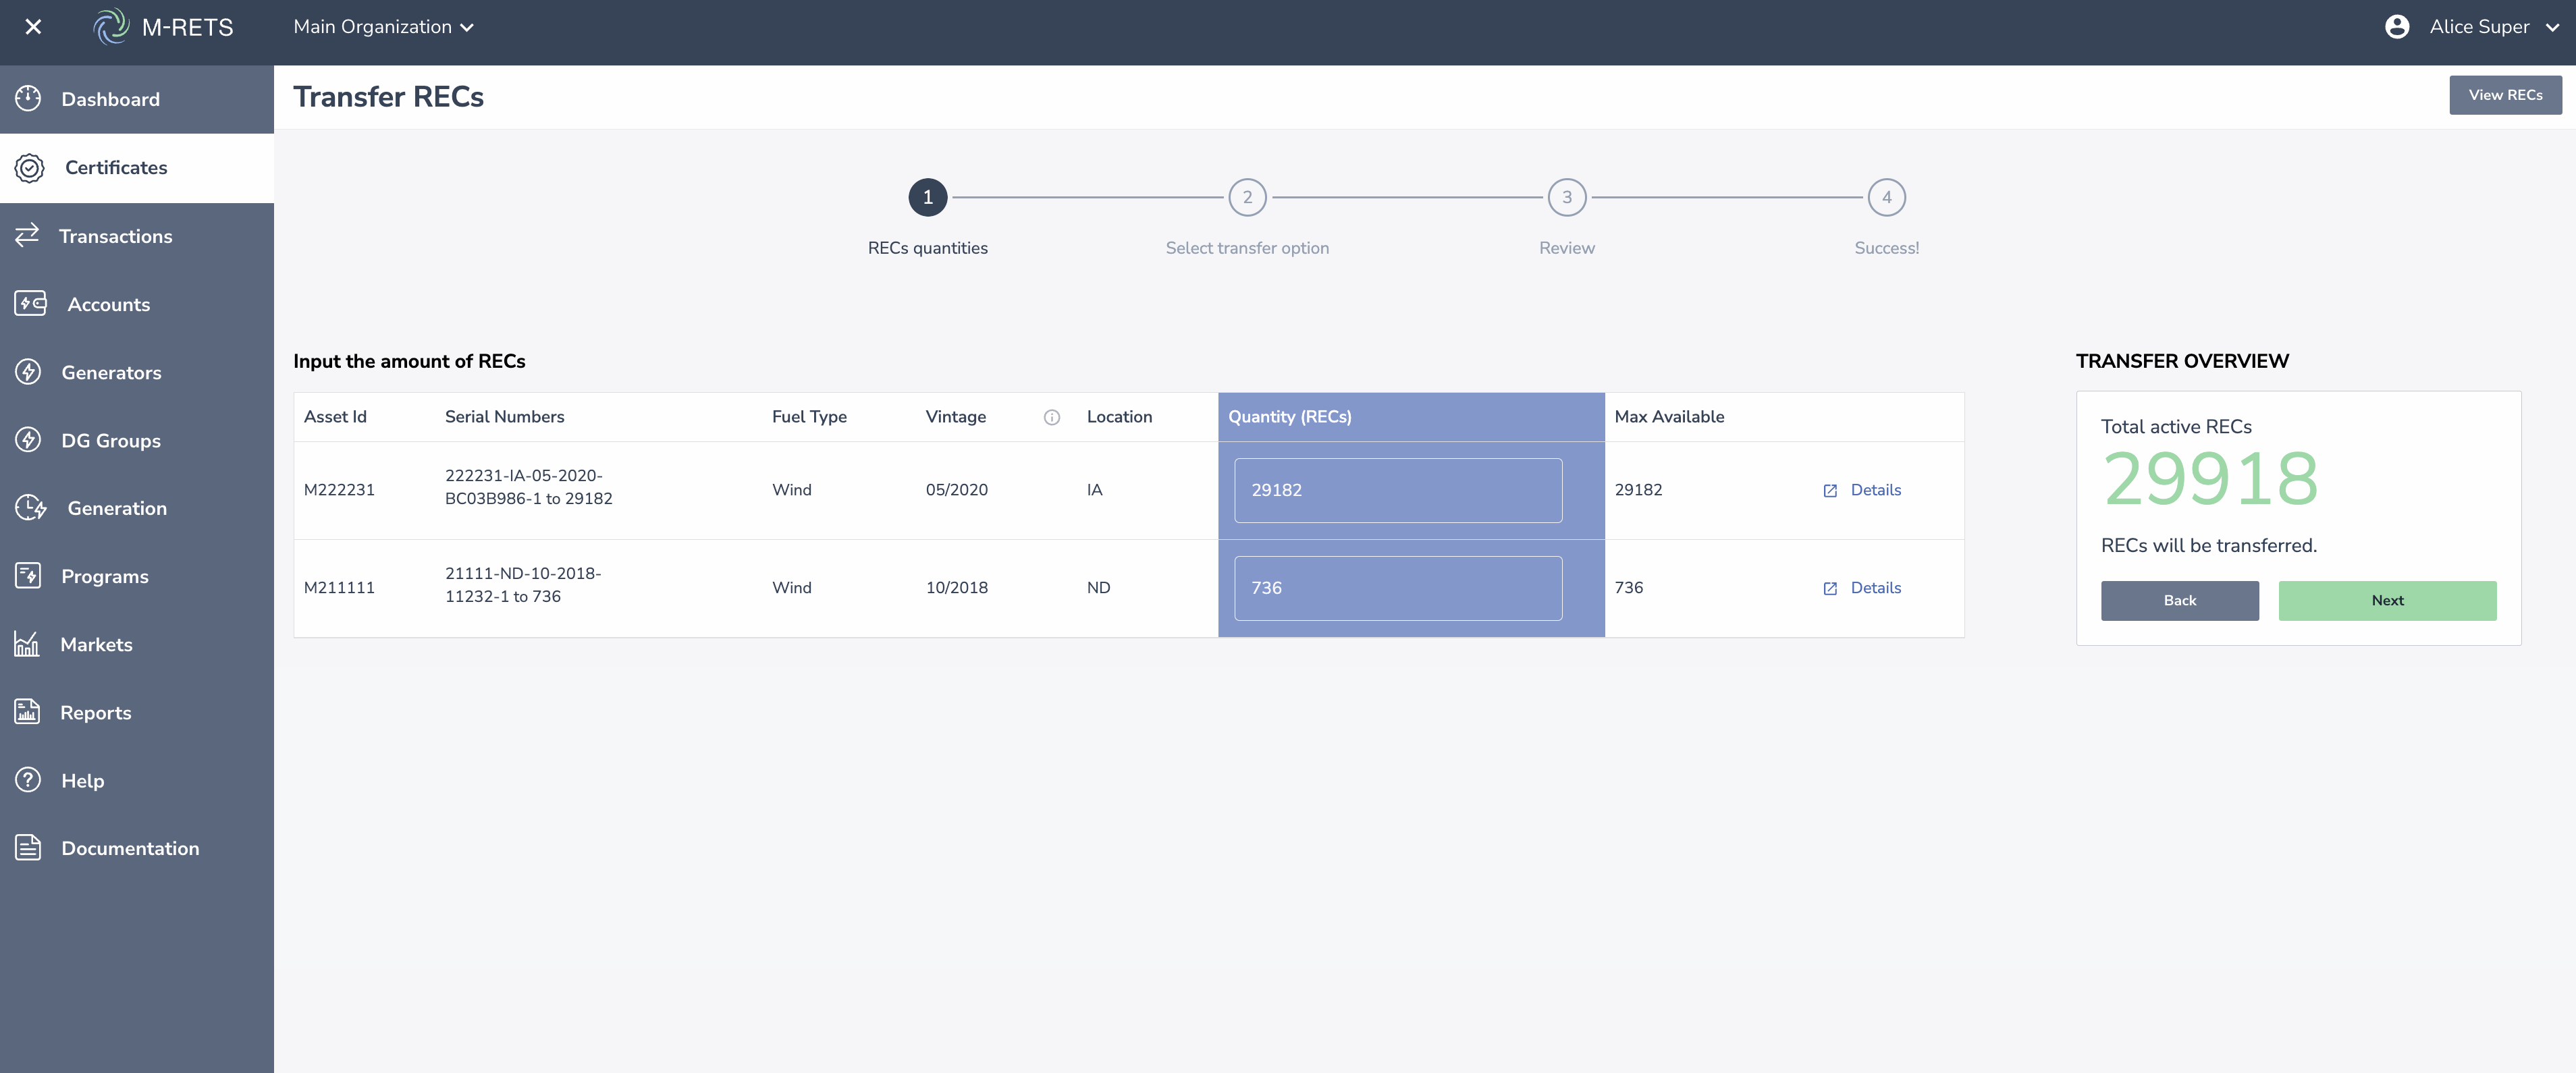 M-RETS
Main Organization
Alice Super
Dashboard
Certificates
Transactions
Accounts
Generators
DG Groups
Generation
Programs
Markets
Reports
Help
Documentation
Transfer RECs
View RECs
1
2
3
4
RECs quantities
Select transfer option
Review
Success!
Input the amount of RECs
Asset Id Serial Numbers Fuel Type Vintage Location Quantity (RECs) Max Available
M222231 222231-IA-05-2020- Wind 05/2020 IA 29182 29182 Details
BC03B986-1 to 29182
M211111 21111-ND-10-2018- Wind 10/2018 ND 736 736 Details
11232-1 to 736
TRANSFER OVERVIEW
Total active RECs
29918
RECs will be transferred.
Back
Next